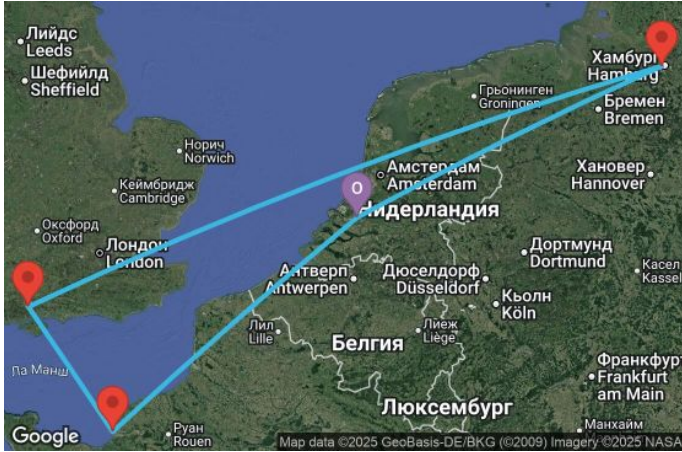 Лийдс
Leeds
Шефийлд
Sheffield
Хамбург
Hamburg
Грьонинген
Groningen
Бремен
Bremen
Норич
Norwich
Амстердам
Amsterdam
Хановер
Hannover
Кеймбридж
Cambridge
O
Нидерландия
Оксфорд
Oxford
Лондон
London
Дортмунд
Dortmund
Антверп
Antwerpen
Дюселдорф
Düsseldorf
Касел
Kassel
Кьолн
Köln
Лил
Lille
Белгия
Лиеж
Liège
Ла Манш
Франкфурт
Frankfurt
am Main
Люксембург
Руан
Rouen
Манхайм
Google
Map data ©2025 GeoBasis-DE/BKG (©2009) Imagery ©2025 NASA